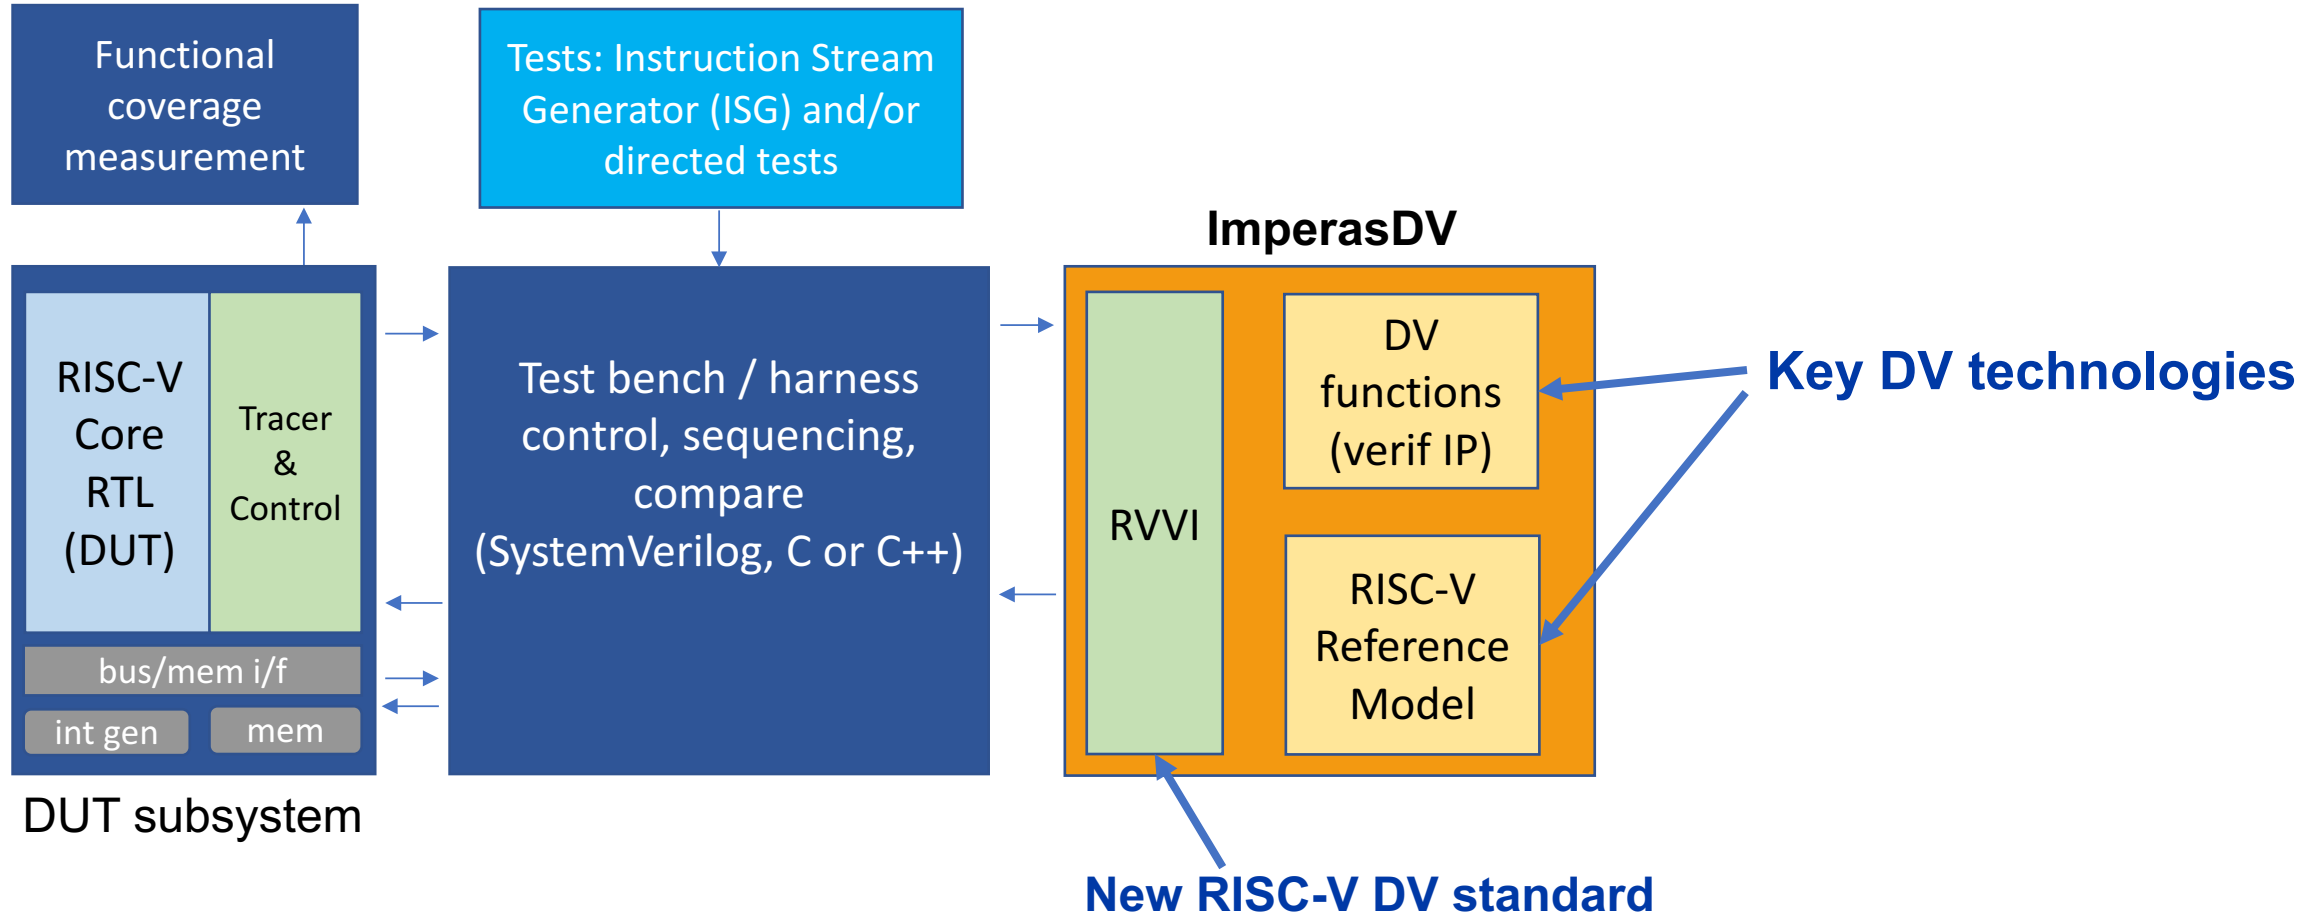 Functional
coverage
measurement
Tests: Instruction Stream
Generator (ISG) and/or
directed tests
ImperasDV
RISC-V
Core
RTL
(DUT)
Tracer
&
Control
bus/mem i/f
int gen
mem
DUT subsystem
Test bench / harness
control, sequencing,
compare
(SystemVerilog, C or C++)
RVVI
DV
functions
(verif IP)
RISC-V
Reference
Model
Key DV technologies
New RISC-V DV standard